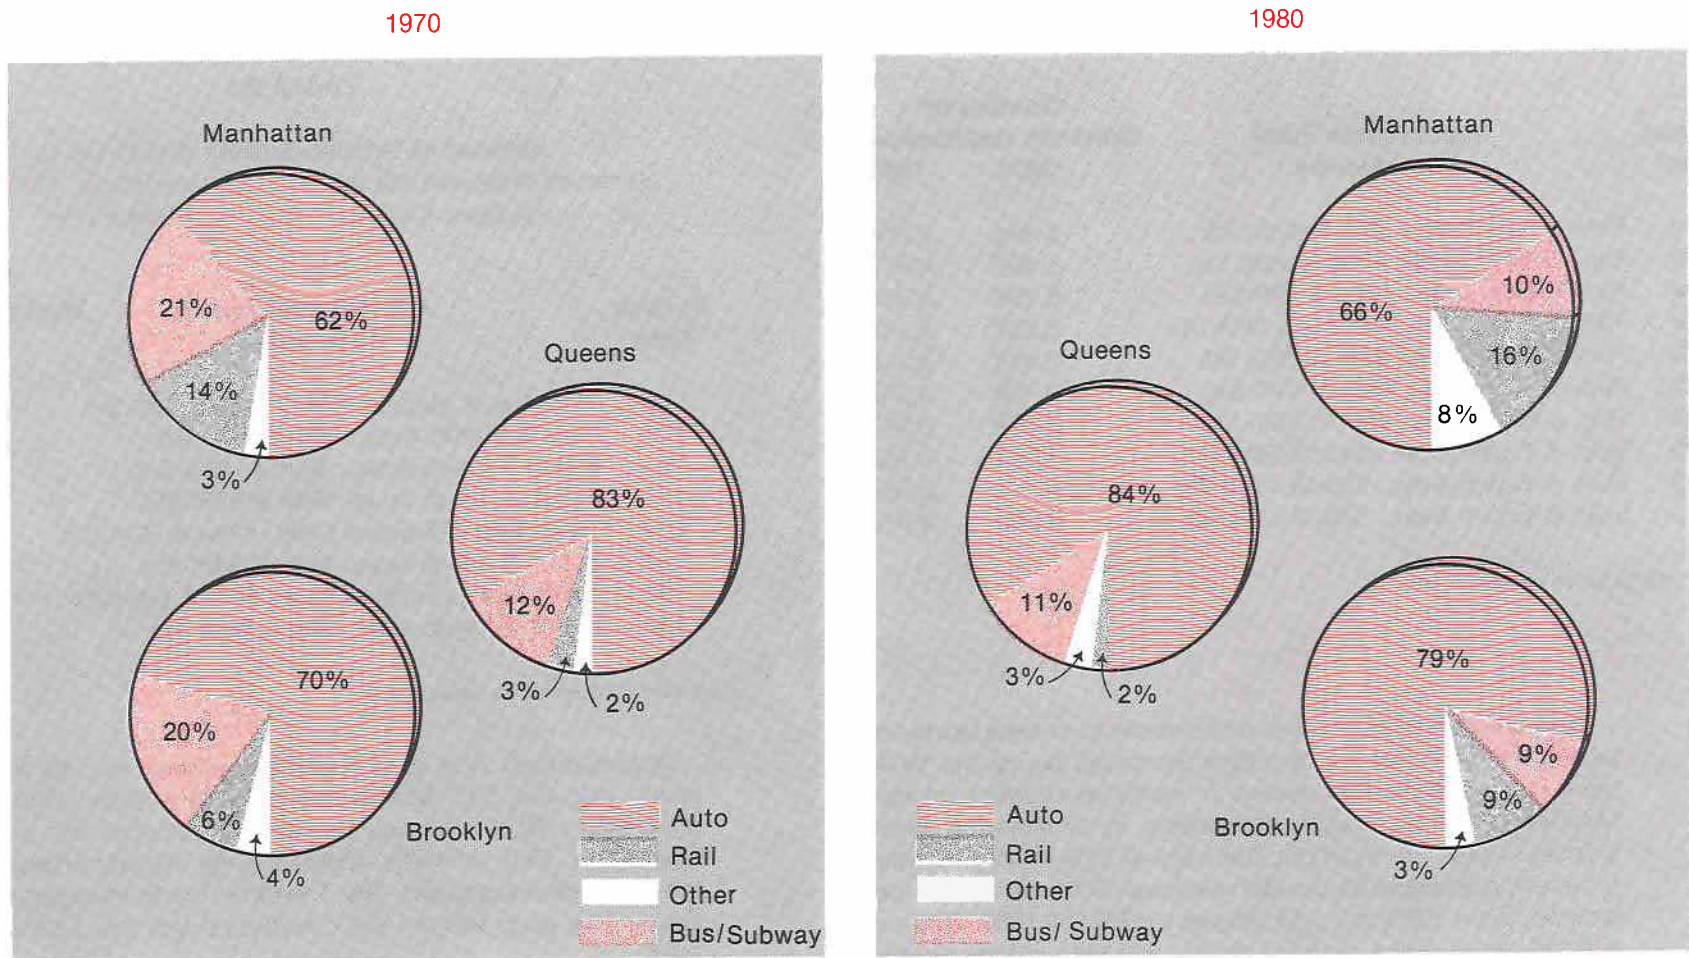 1970
Manhattan
21%
62%
14%
3%
Queens
83%
12%
3%
2%
70%
20%
6%
4%
Brooklyn
Auto
Rail
Other
Bus/Subway
1980
Manhattan
10%
66%
16%
8%
Queens
84%
11%
3%
2%
79%
9%
9%
3%
Brooklyn
Auto
Rail
Other
Bus/ Subway